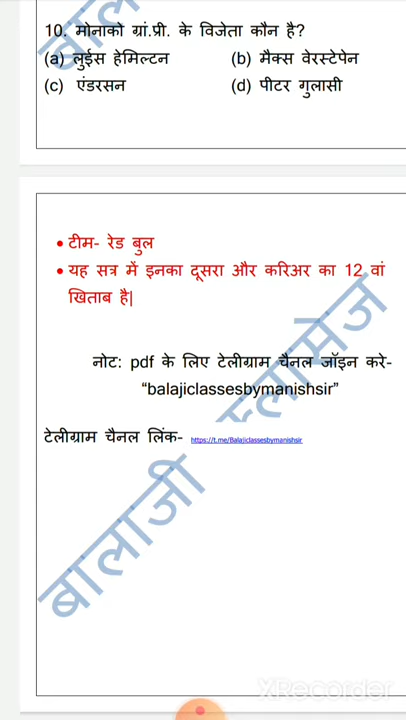 10. मोनाको ग्रां.प्री. के विजेता कौन है?
(a) लुईस हेमिल्टन (b) मैक्स वेरस्टेपेन
(c) एंडरसन (d) पीटर गुलासी
• टीम- रेड बुल
• यह सत्र में इनका दूसरा और करिअर का 12 वां
खिताब है|
नोट: pdf के लिए टेलीग्राम चैनल जॉइन करे-
“balajiclassesbymanishsir”
टेलीग्राम चैनल लिंक- https://t.me/Balajiclassesbymanishsir
बालाजी क्लासेज
XRecorder